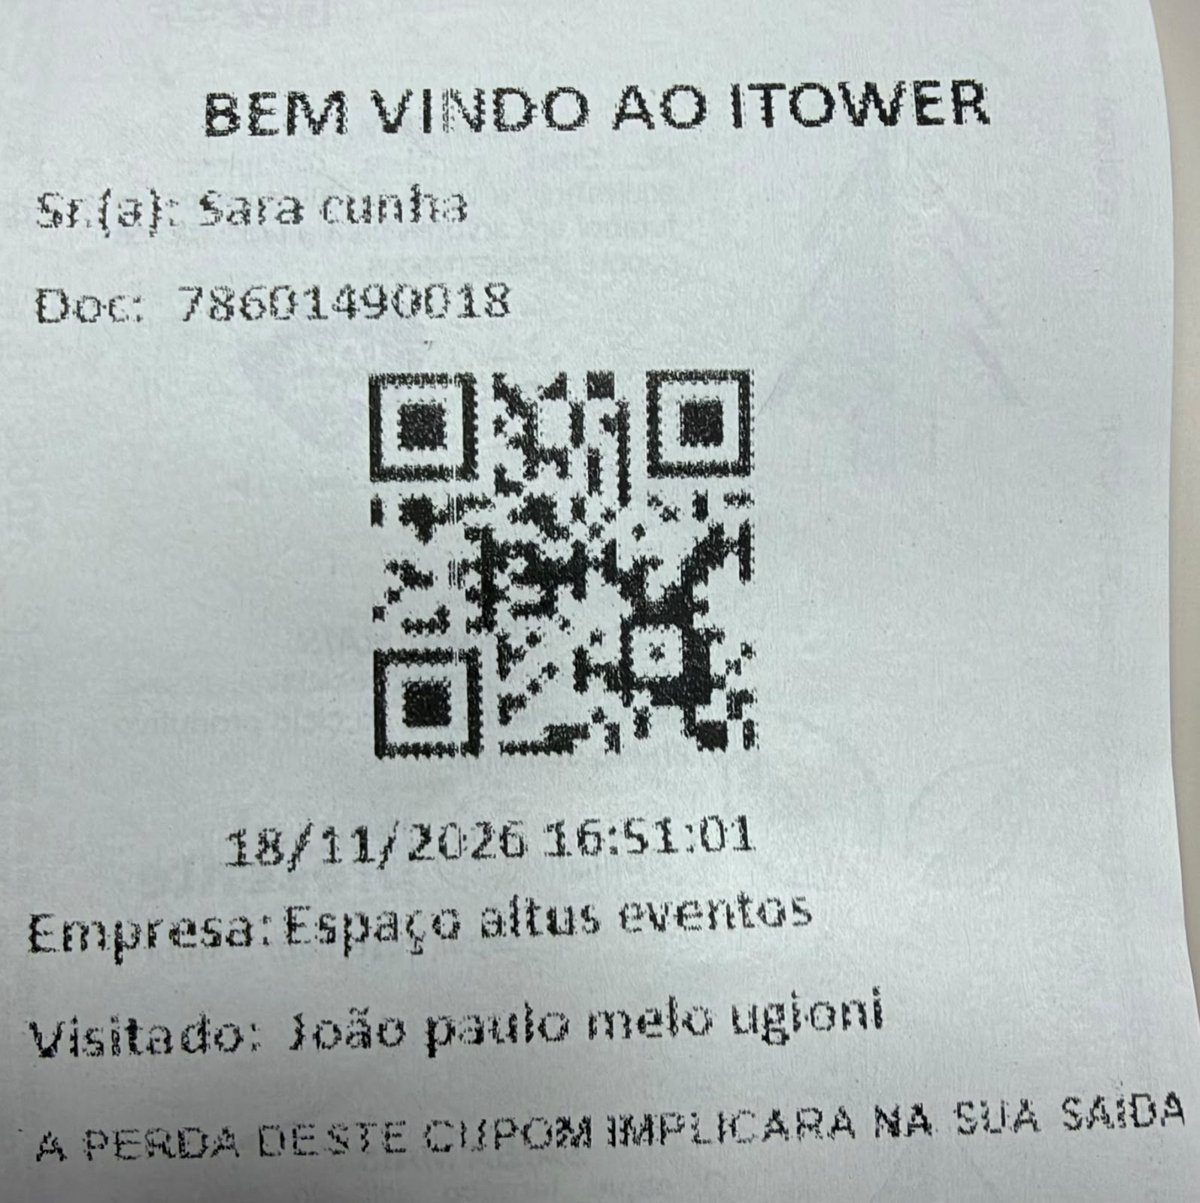 BEM VINDO AO ITOWER
Sr.(a): Sara cunha
Doc: 78601490018
18/11/2026 16:51:01
Empresa: Espaço altus eventos
Visitado: João paulo melo ugioni
A PERDA DESTE CUPOM IMPLICARA NA SUA SAIDA